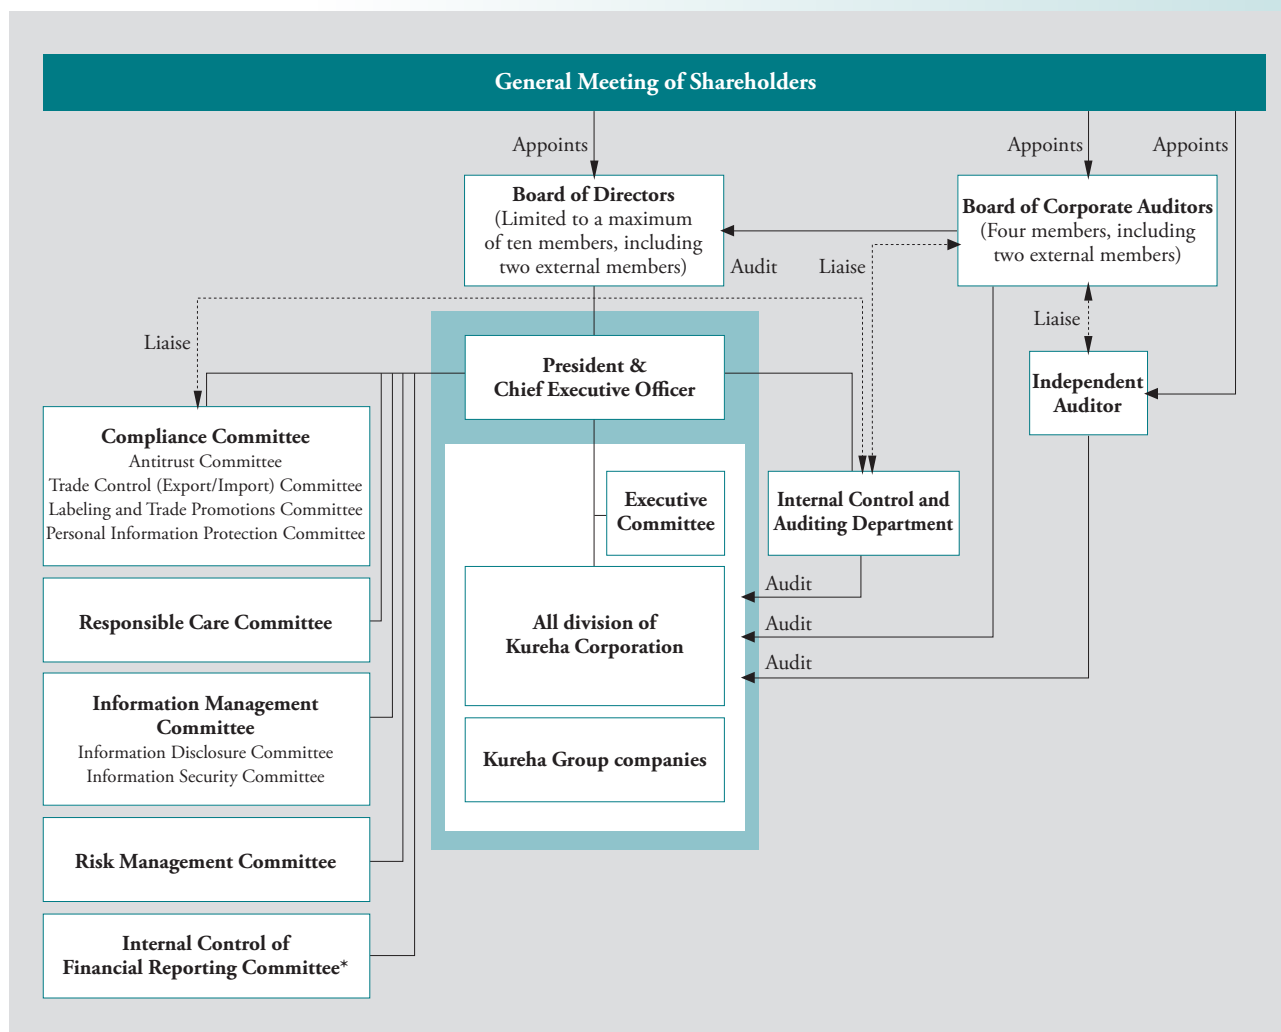 General Meeting of Shareholders
Appoints
Appoints
Appoints
Board of Directors
(Limited to a maximum
of ten members, including
two external members)
Board of Corporate Auditors
(Four members, including
two external members)
Audit
Liaise
Liaise
Liaise
President &
Chief Executive Officer
Independent
Auditor
Compliance Committee
Antitrust Committee
Trade Control (Export/Import) Committee
Labeling and Trade Promotions Committee
Personal Information Protection Committee
Executive
Committee
Internal Control and
Auditing Department
Responsible Care Committee
All division of
Kureha Corporation
Audit
Audit
Audit
Information Management
Committee
Information Disclosure Committee
Information Security Committee
Kureha Group companies
Risk Management Committee
Internal Control of
Financial Reporting Committee*